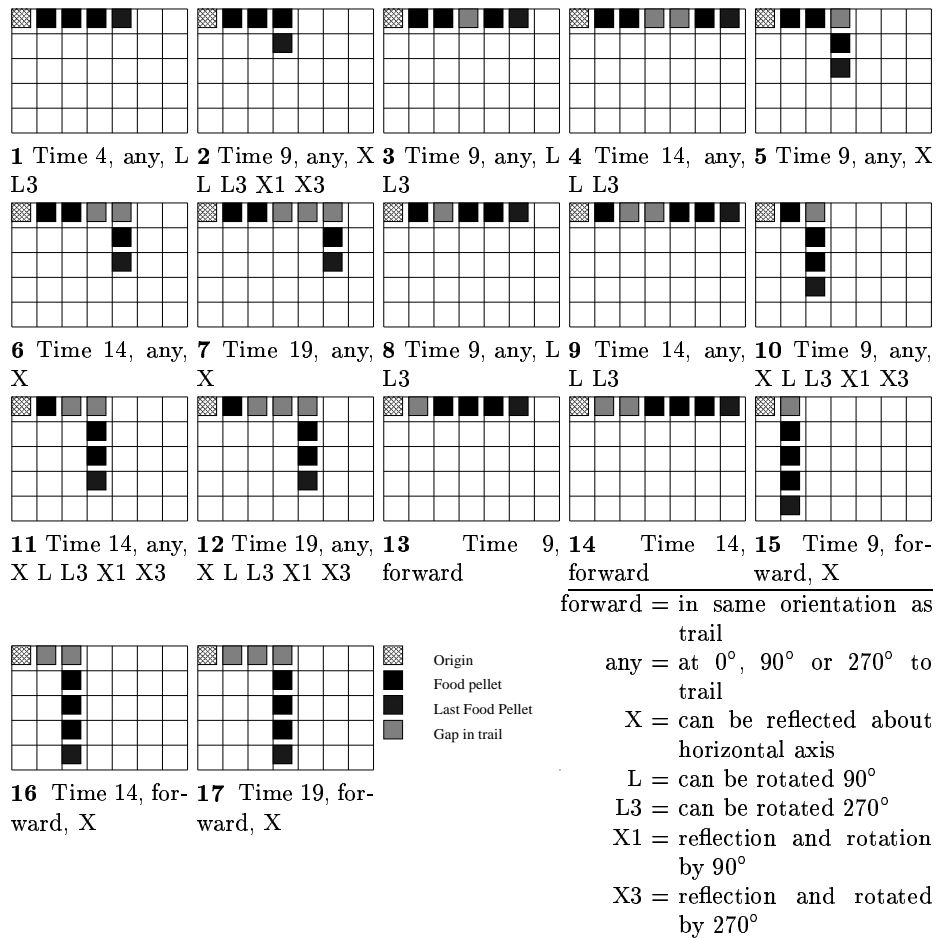 1 Time 4, any, L
L3
2 Time 9, any, X
L L3 X1 X3
3 Time 9, any, L
L3
4 Time 14, any,
L L3
5 Time 9, any, X
6 Time 14, any,
X
7 Time 19, any,
X
8 Time 9, any, L
L3
9 Time 14, any,
L L3
10 Time 9, any,
X L L3 X1 X3
11 Time 14, any,
X L L3 X1 X3
12 Time 19, any,
X L L3 X1 X3
13 Time 9,
forward
14 Time 14,
forward
15 Time 9, for-
ward, X
16 Time 14, for-
ward, X
17 Time 19, for-
ward, X
Origin
Food pellet
Last Food Pellet
Gap in trail
forward = in same orientation as
trail
any = at 0°, 90° or 270° to
trail
X = can be reflected about
horizontal axis
L = can be rotated 90°
L3 = can be rotated 270°
X1 = reflection and rotation
by 90°
X3 = reflection and rotated
by 270°